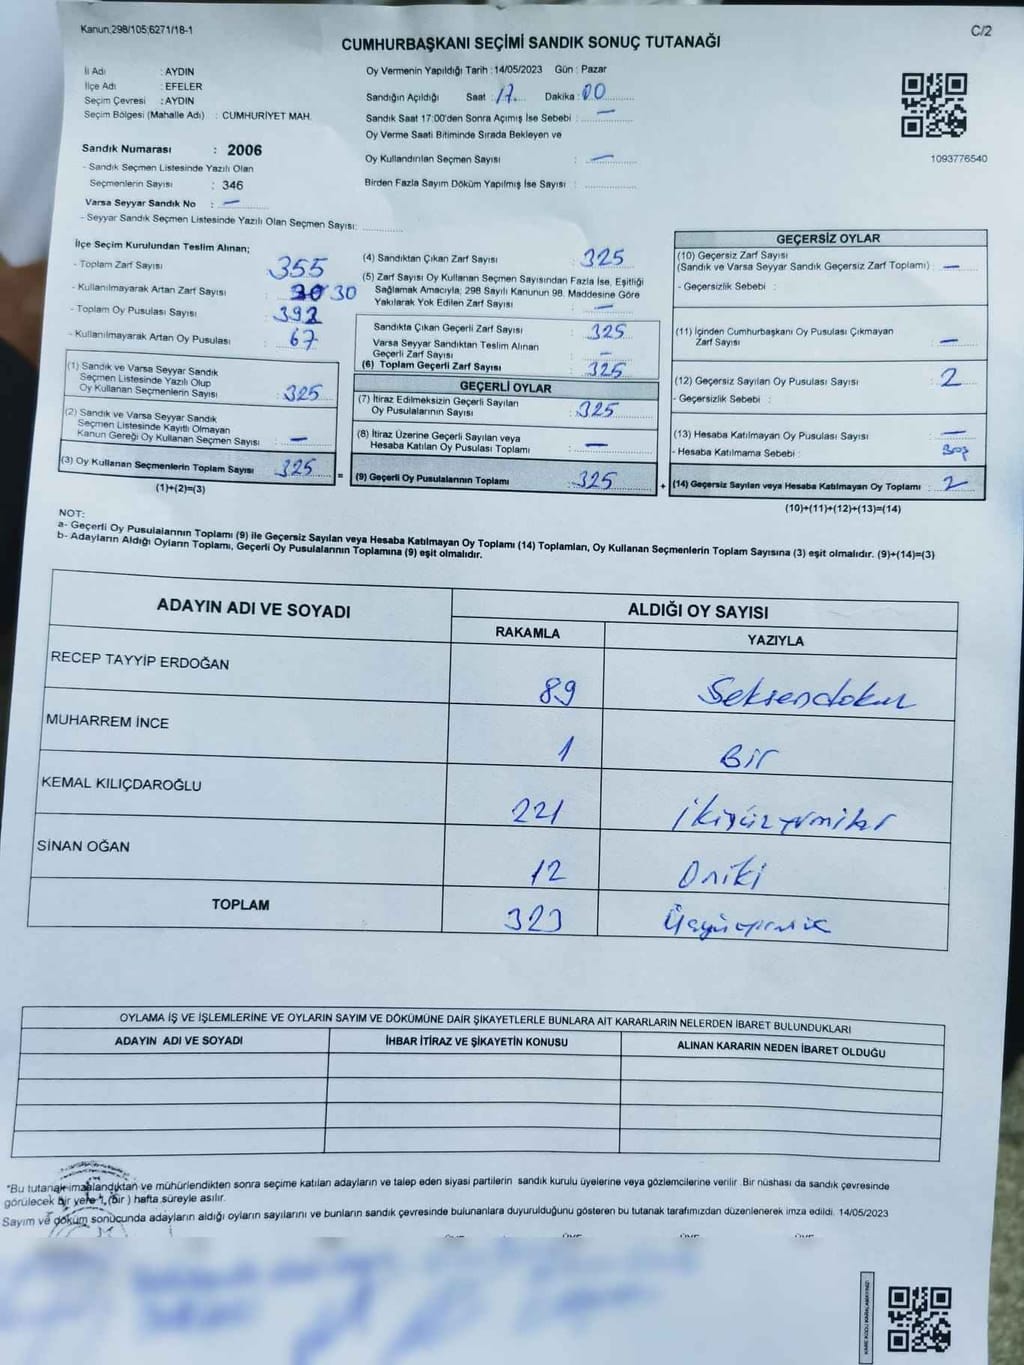 Kanun:298/105;6271/18-1
C/2
CUMHURBAŞKANI SEÇİMİ SANDIK SONUÇ TUTANAĞI
İl Adı : AYDIN
İlçe Adı : EFELER
Seçim Çevresi : AYDIN
Seçim Bölgesi (Mahalle Adı) : CUMHURİYET MAH.
Sandık Numarası : 2006
- Sandık Seçmen Listesinde Yazılı Olan
Seçmenlerin Sayısı : 346
Varsa Seyyar Sandık No : —
- Seyyar Sandık Seçmen Listesinde Yazılı Olan Seçmen Sayısı:
Oy Vermenin Yapıldığı Tarih : 14/05/2023 Gün : Pazar
Sandığın Açıldığı Saat : 17 Dakika : 00
Sandık Saat 17:00'den Sonra Açımış İse Sebebi : —
Oy Verme Saati Bitiminde Sırada Bekleyen ve
Oy Kullandırılan Seçmen Sayısı : —
Birden Fazla Sayım Döküm Yapılmış İse Sayısı :
1093776540
İlçe Seçim Kurulundan Teslim Alınan;
- Toplam Zarf Sayısı : 355
- Kullanılmayarak Artan Zarf Sayısı : 30 30
- Toplam Oy Pusulası Sayısı : 392
- Kullanılmayarak Artan Oy Pusulası : 67
(1) Sandık ve Varsa Seyyar Sandık
Seçmen Listesinde Yazılı Olup
Oy Kullanan Seçmenlerin Sayısı : 325
(2) Sandık ve Varsa Seyyar Sandık
Seçmen Listesinde Kayıtlı Olmayan
Kanun Gereği Oy Kullanan Seçmen Sayısı : —
(3) Oy Kullanan Seçmenlerin Toplam Sayısı : 325
(1)+(2)=(3)
(4) Sandıktan Çıkan Zarf Sayısı : 325
(5) Zarf Sayısı Oy Kullanan Seçmen Sayısından Fazla İse, Eşitliği
Sağlamak Amacıyla; 298 Sayılı Kanunun 98. Maddesine Göre
Yakılarak Yok Edilen Zarf Sayısı : —
Sandıkta Çıkan Geçerli Zarf Sayısı : 325
Varsa Seyyar Sandıktan Teslim Alınan
Geçerli Zarf Sayısı : —
(6) Toplam Geçerli Zarf Sayısı : 325
GEÇERLİ OYLAR
(7) İtiraz Edilmeksizin Geçerli Sayılan
Oy Pusulalarının Sayısı : 325
(8) İtiraz Üzerine Geçerli Sayılan veya
Hesaba Katılan Oy Pusulası Toplamı : —
= (9) Geçerli Oy Pusulalarının Toplamı : 325
GEÇERSİZ OYLAR
(10) Geçersiz Zarf Sayısı
(Sandık ve Varsa Seyyar Sandık Geçersiz Zarf Toplamı) : —
- Geçersizlik Sebebi :
(11) İçinden Cumhurbaşkanı Oy Pusulası Çıkmayan
Zarf Sayısı : —
(12) Geçersiz Sayılan Oy Pusulası Sayısı : 2
- Geçersizlik Sebebi :
(13) Hesaba Katılmayan Oy Pusulası Sayısı : —
- Hesaba Katılmama Sebebi : Boş
+ (14) Geçersiz Sayılan veya Hesaba Katılmayan Oy Toplamı : 2
(10)+(11)+(12)+(13)=(14)
NOT:
a- Geçerli Oy Pusulalarının Toplamı (9) ile Geçersiz Sayılan veya Hesaba Katılmayan Oy Toplamı (14) Toplamları, Oy Kullanan Seçmenlerin Toplam Sayısına (3) eşit olmalıdır. (9)+(14)=(3)
b- Adayların Aldığı Oyların Toplamı, Geçerli Oy Pusulalarının Toplamına (9) eşit olmalıdır.
ADAYIN ADI VE SOYADI
ALDIĞI OY SAYISI
RAKAMLA YAZIYLA
RECEP TAYYİP ERDOĞAN 89 Seksendokuz
MUHARREM İNCE 1 Bir
KEMAL KILIÇDAROĞLU 221 ikiyüzyirmibir
SİNAN OĞAN 12 Oniki
TOPLAM 323
OYLAMA İŞ VE İŞLEMLERİNE VE OYLARIN SAYIM VE DÖKÜMÜNE DAİR ŞİKAYETLERLE BUNLARA AİT KARARLARIN NELERDEN İBARET BULUNDUKLARI
ADAYIN ADI VE SOYADI İHBAR İTİRAZ VE ŞİKAYETİN KONUSU ALINAN KARARIN NEDEN İBARET OLDUĞU
*Bu tutanak imzalandıktan ve mühürlendikten sonra seçime katılan adayların ve talep eden siyasi partilerin sandık kurulu üyelerine veya gözlemcilerine verilir. Bir nüshası da sandık çevresinde
görülecek bir yere 1 (bir) hafta süreyle asılır.
Sayım ve döküm sonucunda adayların aldığı oyların sayılarını ve bunların sandık çevresinde bulunanlara duyurulduğunu gösteren bu tutanak tarafımızdan düzenlenerek imza edildi. 14/05/2023